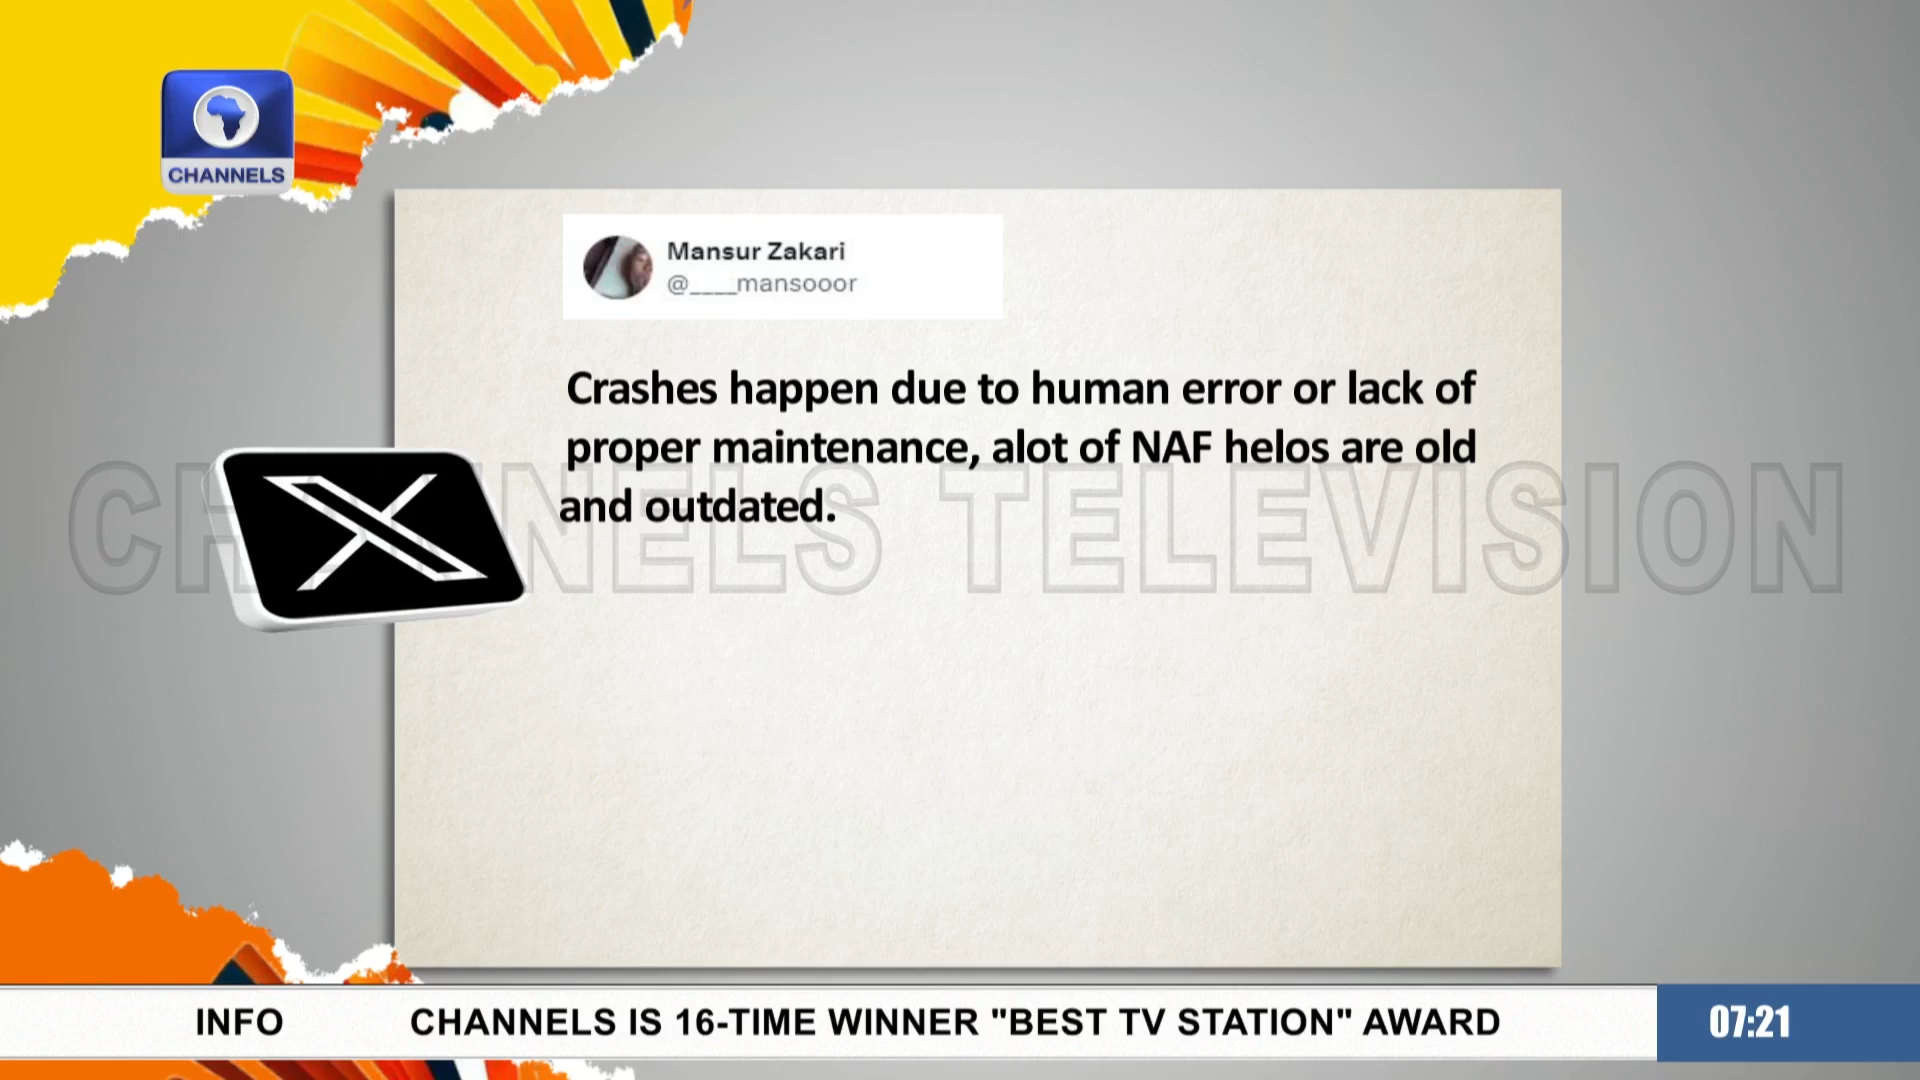 CHANNELS
Mansur Zakari
@____mansooor
Crashes happen due to human error or lack of
proper maintenance, alot of NAF helos are old
and outdated.
CHANNELS TELEVISION
INFO
CHANNELS IS 16-TIME WINNER "BEST TV STATION" AWARD
07:21